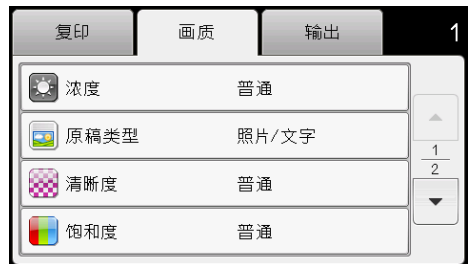 复印 画质 输出 1
浓度 普通
原稿类型 照片/文字
清晰度 普通
饱和度 普通
1
2